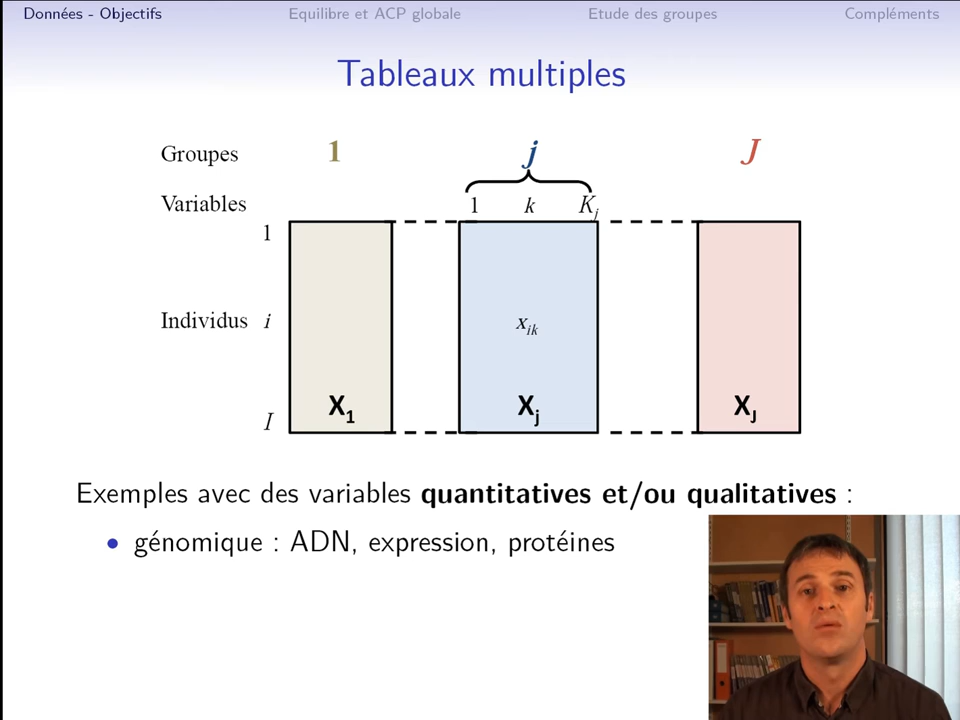 Données - Objectifs Equilibre et ACP globale Etude des groupes Compléments
Tableaux multiples
Groupes 1 j J
Variables 1 k Kj
1
Individus i xik
I X1 Xj XJ
Exemples avec des variables quantitatives et/ou qualitatives :
• génomique : ADN, expression, protéines